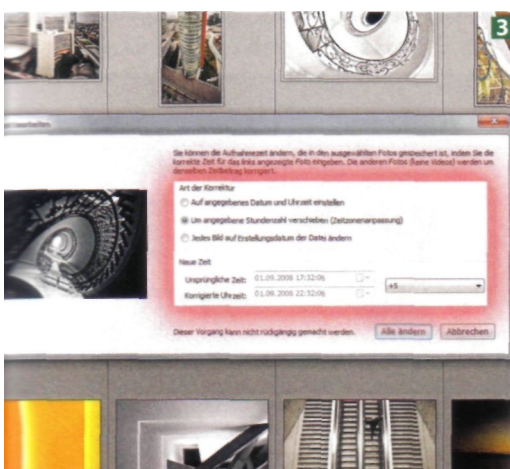 3
Sie können die Aufnahmezeit ändern, die in den ausgewählten Fotos gespeichert ist, indem Sie die
korrekte Zeit für das links angezeigte Foto eingeben. Die anderen Fotos (keine Videos) werden um
denselben Zeitbetrag korrigiert.
Art der Korrektur
Auf angegebenes Datum und Uhrzeit einstellen
Um angegebene Stundenzahl verschieben (Zeitzonenanpassung)
Jedes Bild auf Erstellungsdatum der Datei ändern
Neue Zeit
Ursprüngliche Zeit: 01.09.2008 17:32:06
+5
Korrigierte Uhrzeit: 01.09.2008 22:32:06
Dieser Vorgang kann nicht rückgängig gemacht werden. Alle ändern Abbrechen